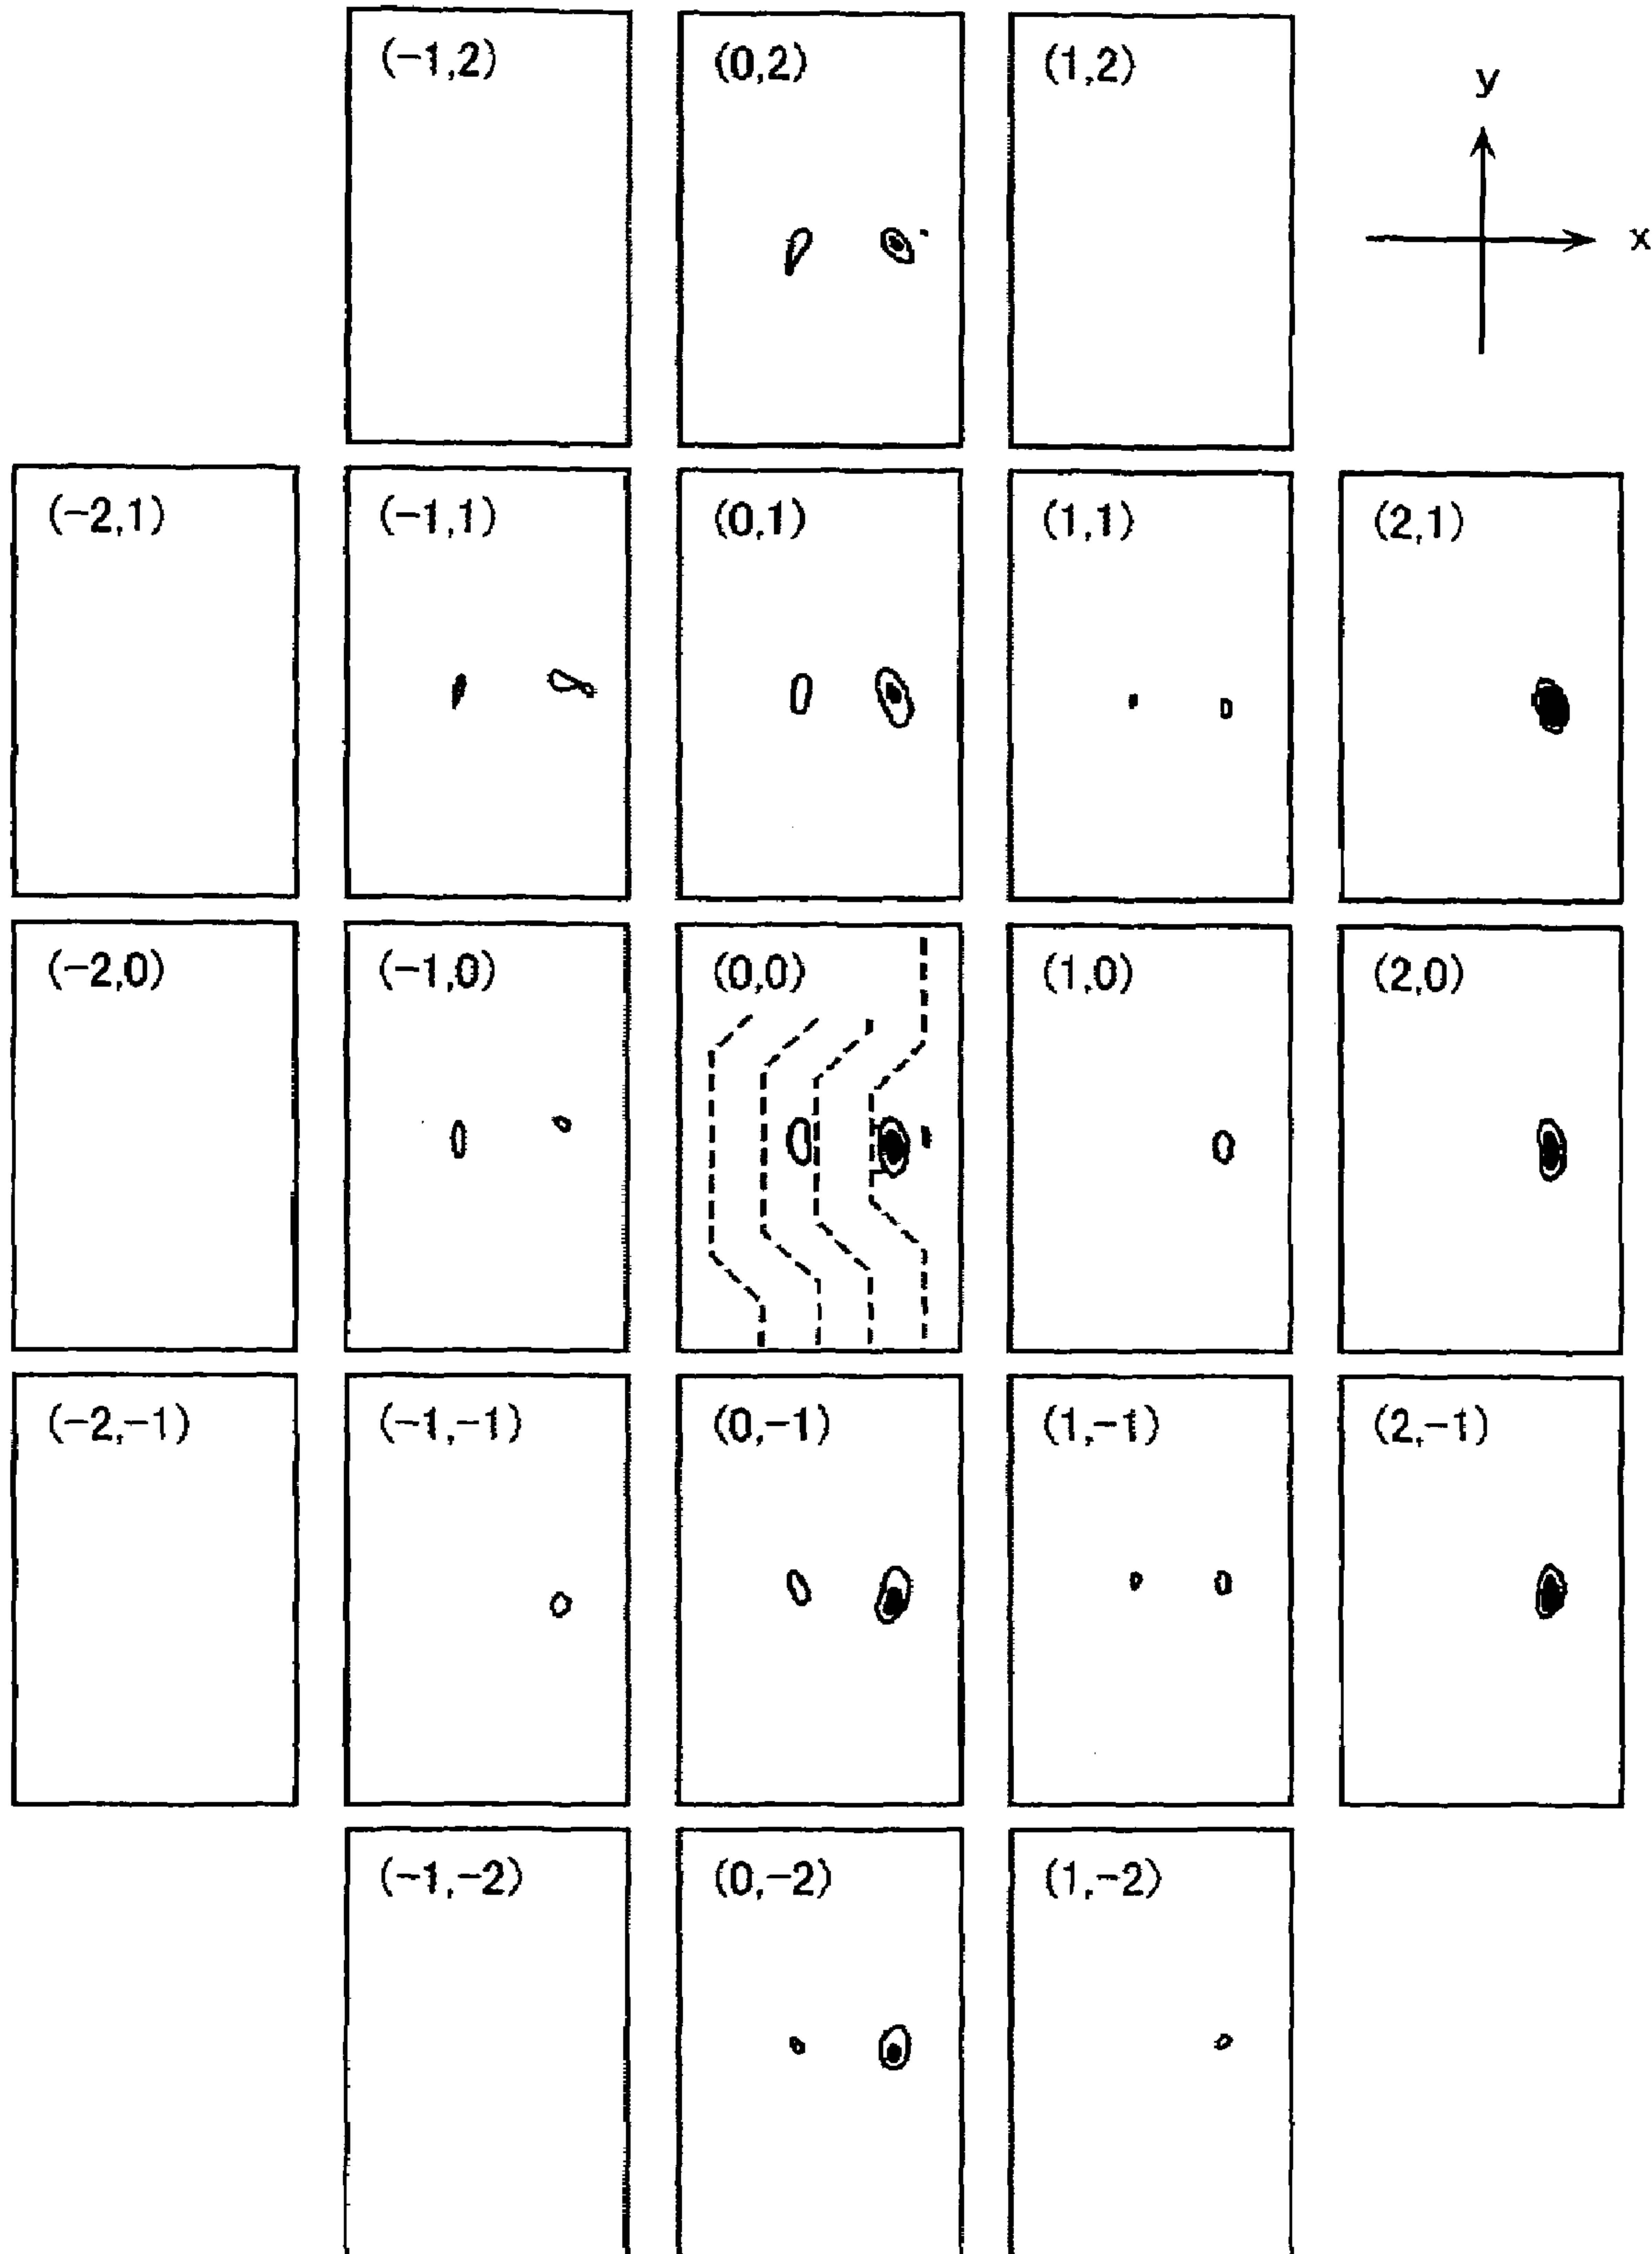 (-1,2) (0,2) (1,2) y
x
(-2,1) (-1,1) (0,1) (1,1) (2,1)
(-2,0) (-1,0) (0,0) (1,0) (2,0)
(-2,-1) (-1,-1) (0,-1) (1,-1) (2,-1)
(-1,-2) (0,-2) (1,-2)